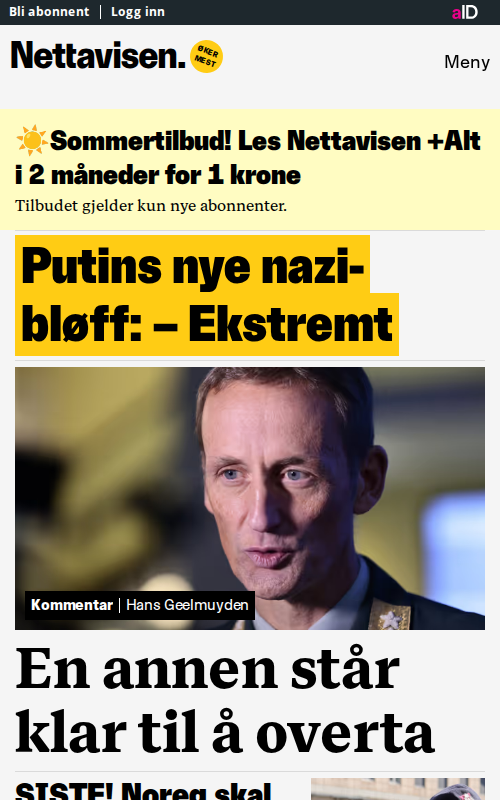 Bli abonnent | Logg inn
aID
Nettavisen.
ØKER
MEST
Meny
☀️Sommertilbud! Les Nettavisen +Alt
i 2 måneder for 1 krone
Tilbudet gjelder kun nye abonnenter.
Putins nye nazi-
bløff: – Ekstremt
Kommentar | Hans Geelmuyden
En annen står
klar til å overta
SISTE! Noreg skal